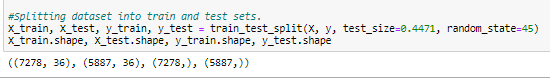 #Splitting dataset into train and test sets.
X_train, X_test, y_train, y_test = train_test_split(X, y, test_size=0.4471, random_state=45)
X_train.shape, X_test.shape, y_train.shape, y_test.shape
((7278, 36), (5887, 36), (7278,), (5887,))